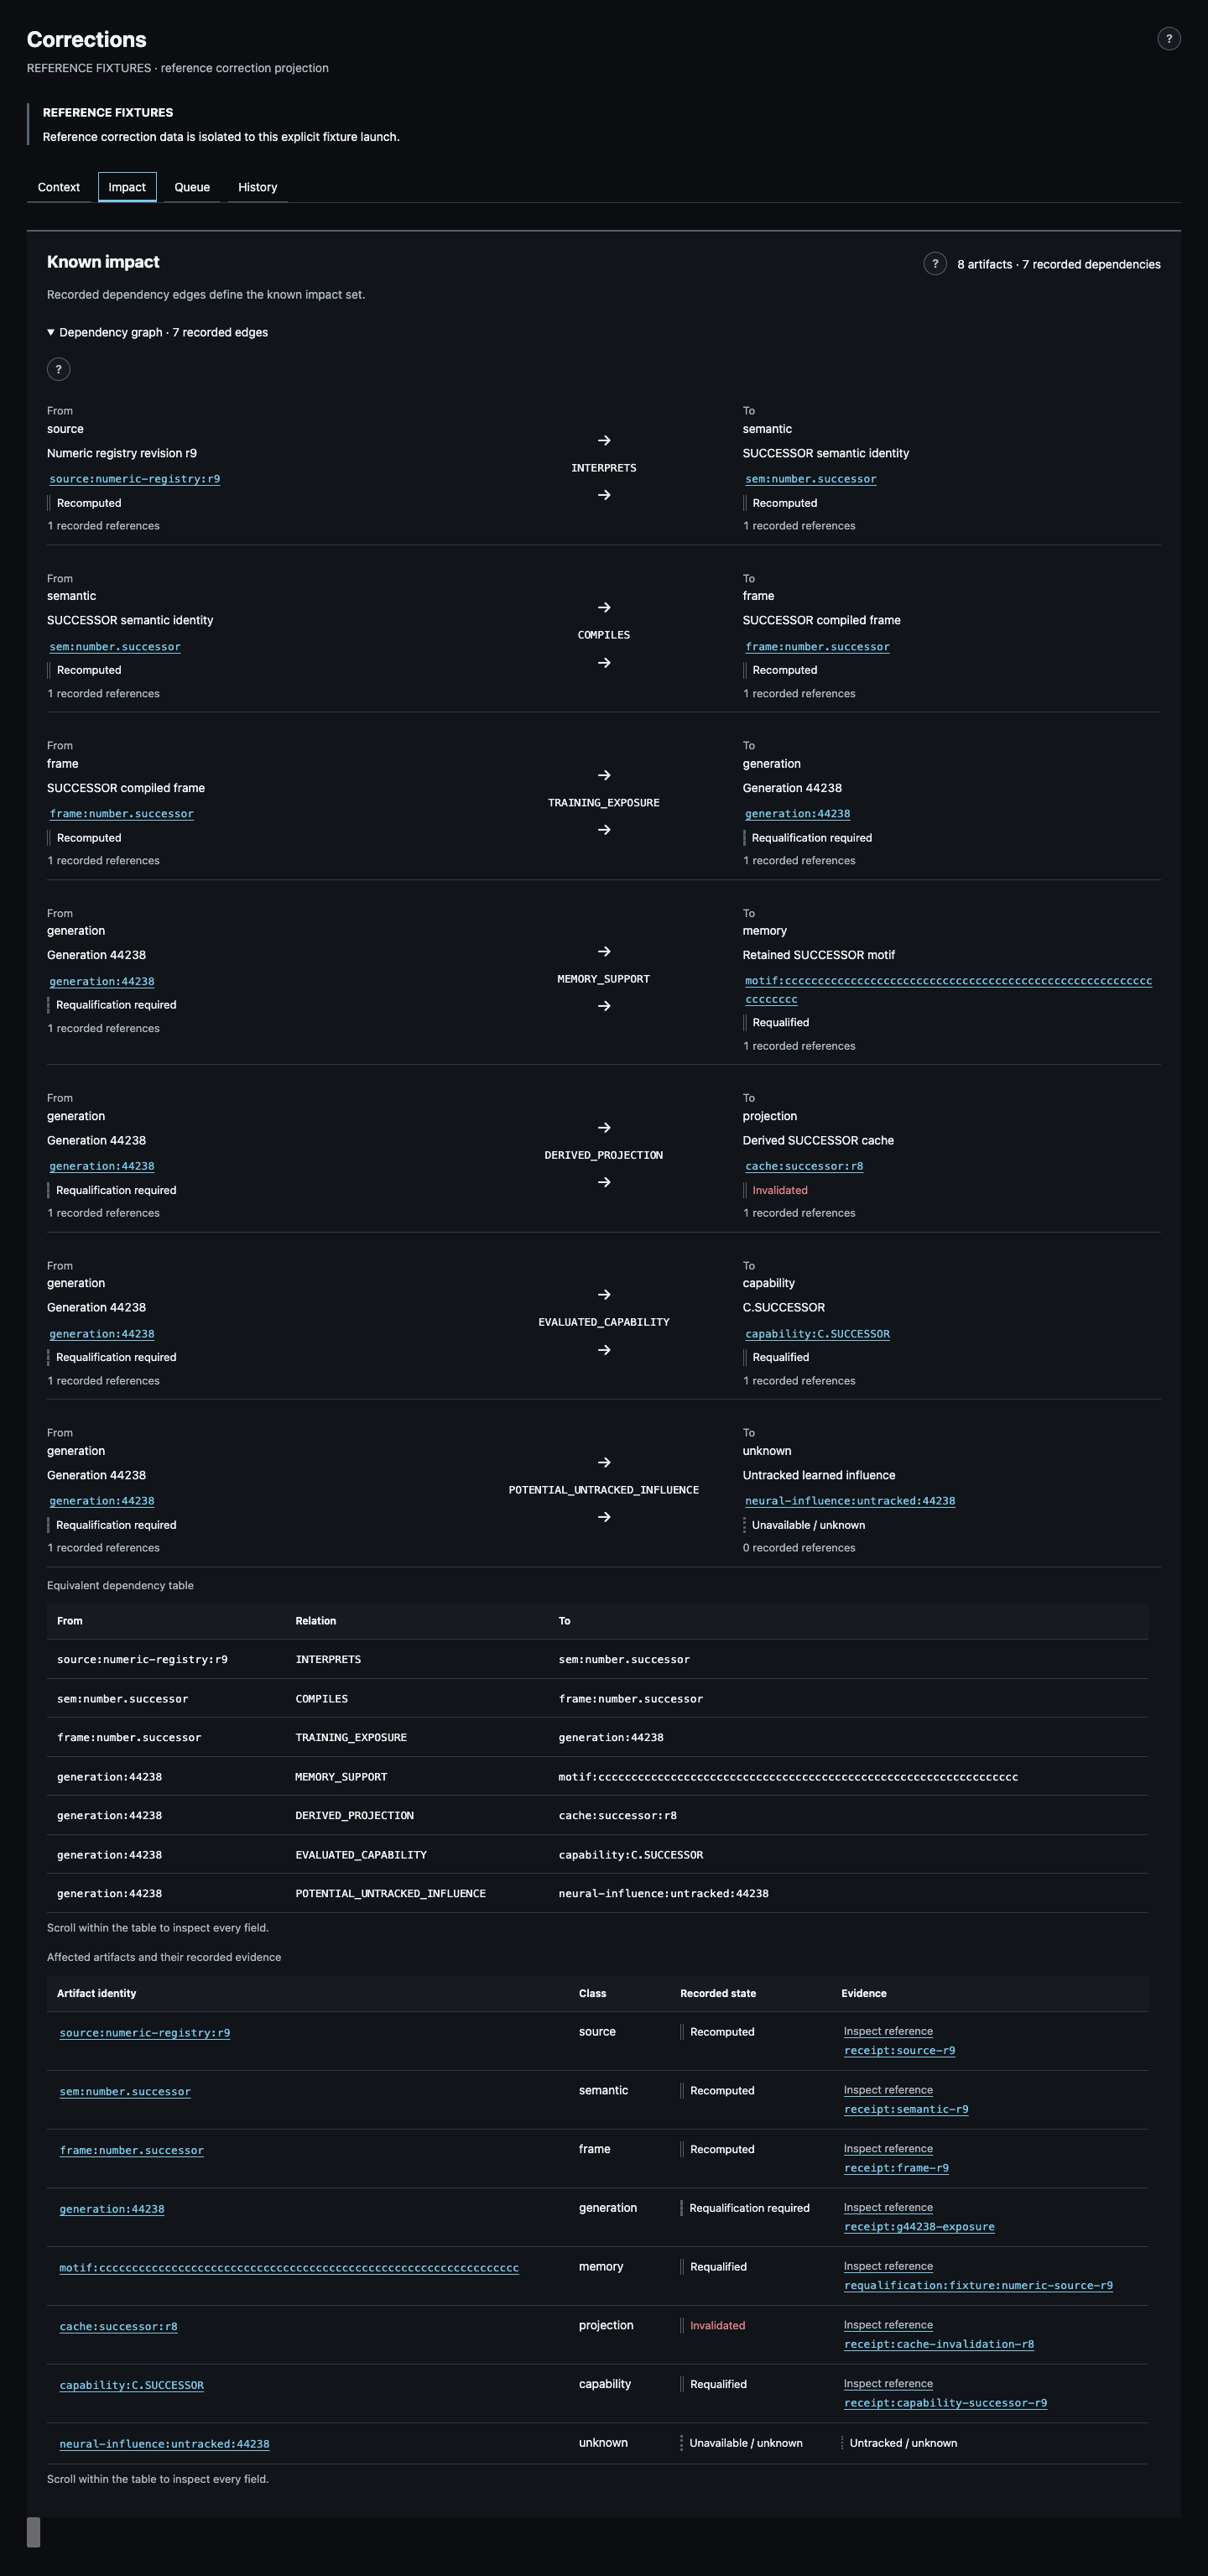 Corrections
?
REFERENCE FIXTURES · reference correction projection
REFERENCE FIXTURES
Reference correction data is isolated to this explicit fixture launch.
Context Impact Queue History
Known impact
? 8 artifacts · 7 recorded dependencies
Recorded dependency edges define the known impact set.
▼ Dependency graph · 7 recorded edges
?
From
source
Numeric registry revision r9
source:numeric-registry:r9
Recomputed
1 recorded references
→
INTERPRETS
→
To
semantic
SUCCESSOR semantic identity
sem:number.successor
Recomputed
1 recorded references
From
semantic
SUCCESSOR semantic identity
sem:number.successor
Recomputed
1 recorded references
→
COMPILES
→
To
frame
SUCCESSOR compiled frame
frame:number.successor
Recomputed
1 recorded references
From
frame
SUCCESSOR compiled frame
frame:number.successor
Recomputed
1 recorded references
→
TRAINING_EXPOSURE
→
To
generation
Generation 44238
generation:44238
Requalification required
1 recorded references
From
generation
Generation 44238
generation:44238
Requalification required
1 recorded references
→
MEMORY_SUPPORT
→
To
memory
Retained SUCCESSOR motif
motif:cccccccccccccccccccccccccccccccccccccccccccccccccccccccc
cccccccc
Requalified
1 recorded references
From
generation
Generation 44238
generation:44238
Requalification required
1 recorded references
→
DERIVED_PROJECTION
→
To
projection
Derived SUCCESSOR cache
cache:successor:r8
Invalidated
1 recorded references
From
generation
Generation 44238
generation:44238
Requalification required
1 recorded references
→
EVALUATED_CAPABILITY
→
To
capability
C.SUCCESSOR
capability:C.SUCCESSOR
Requalified
1 recorded references
From
generation
Generation 44238
generation:44238
Requalification required
1 recorded references
→
POTENTIAL_UNTRACKED_INFLUENCE
→
To
unknown
Untracked learned influence
neural-influence:untracked:44238
Unavailable / unknown
0 recorded references
Equivalent dependency table
From Relation To
source:numeric-registry:r9 INTERPRETS sem:number.successor
sem:number.successor COMPILES frame:number.successor
frame:number.successor TRAINING_EXPOSURE generation:44238
generation:44238 MEMORY_SUPPORT motif:cccccccccccccccccccccccccccccccccccccccccccccccccccccccccccccccc
generation:44238 DERIVED_PROJECTION cache:successor:r8
generation:44238 EVALUATED_CAPABILITY capability:C.SUCCESSOR
generation:44238 POTENTIAL_UNTRACKED_INFLUENCE neural-influence:untracked:44238
Scroll within the table to inspect every field.
Affected artifacts and their recorded evidence
Artifact identity Class Recorded state Evidence
source:numeric-registry:r9 source Recomputed Inspect reference
receipt:source-r9
sem:number.successor semantic Recomputed Inspect reference
receipt:semantic-r9
frame:number.successor frame Recomputed Inspect reference
receipt:frame-r9
generation:44238 generation Requalification required Inspect reference
receipt:g44238-exposure
motif:cccccccccccccccccccccccccccccccccccccccccccccccccccccccccccccccc memory Requalified Inspect reference
requalification:fixture:numeric-source-r9
cache:successor:r8 projection Invalidated Inspect reference
receipt:cache-invalidation-r8
capability:C.SUCCESSOR capability Requalified Inspect reference
receipt:capability-successor-r9
neural-influence:untracked:44238 unknown Unavailable / unknown Untracked / unknown
Scroll within the table to inspect every field.